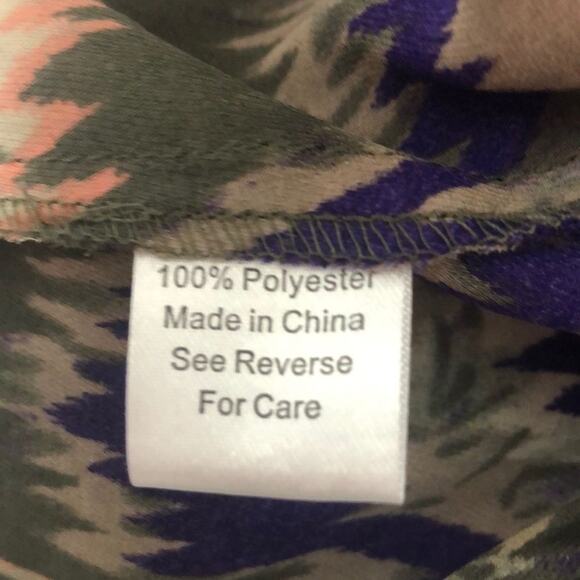 100% Polyester
Made in China
See Reverse
For Care